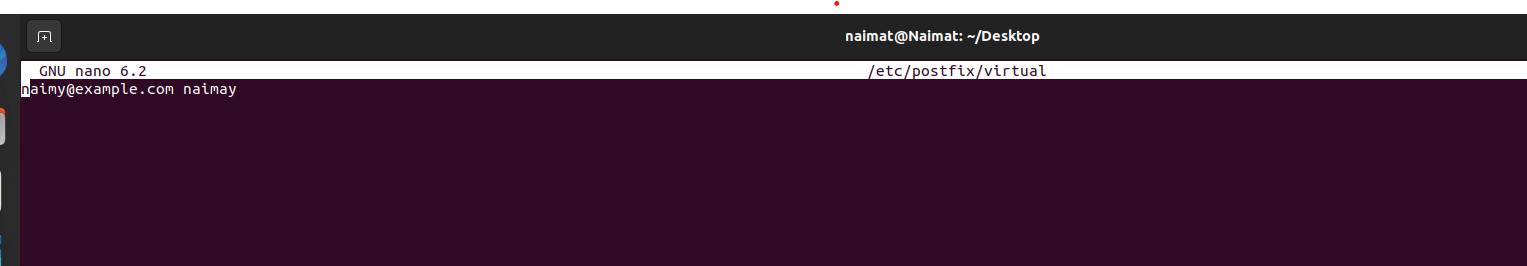 naimat@Naimat: ~/Desktop
GNU nano 6.2 /etc/postfix/virtual
naimy@example.com naimay